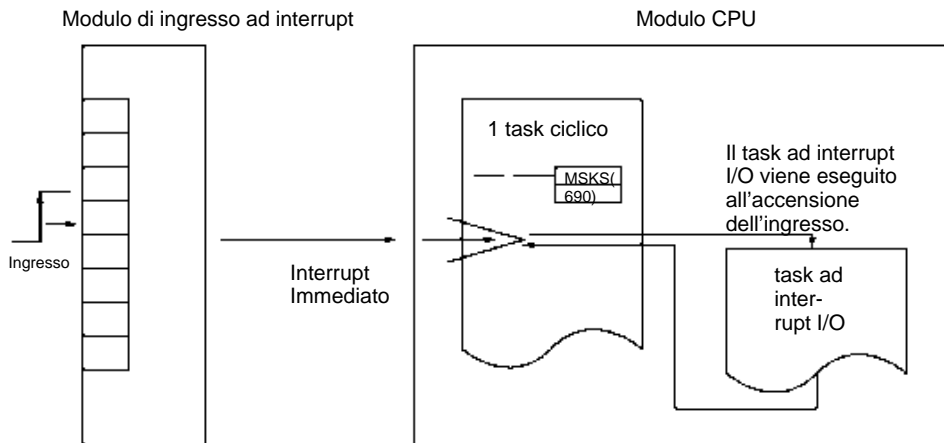 Modulo di ingresso ad interrupt
Modulo CPU
1 task ciclico
MSKS(
690)
Il task ad interrupt
I/O viene eseguito
all'accensione
dell'ingresso.
Ingresso
Interrupt
Immediato
task ad
inter-
rupt I/O